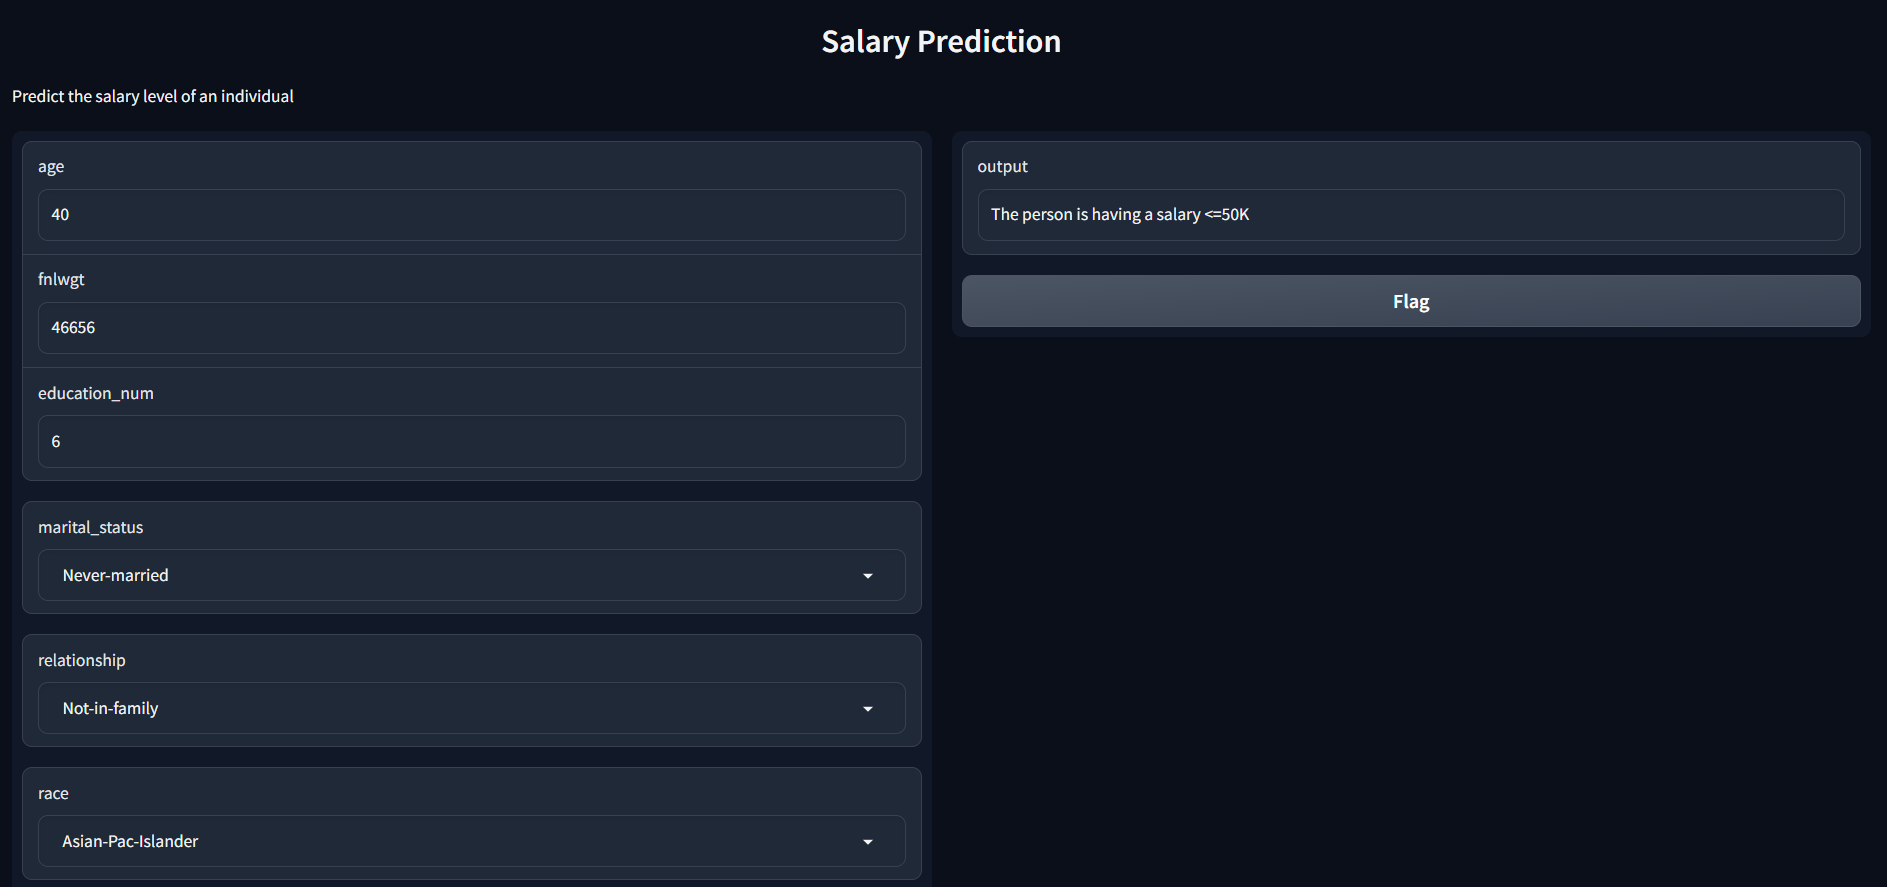 Salary Prediction
Predict the salary level of an individual
age
40
fnlwgt
46656
education_num
6
marital_status
Never-married
relationship
Not-in-family
race
Asian-Pac-Islander
output
The person is having a salary <=50K
Flag